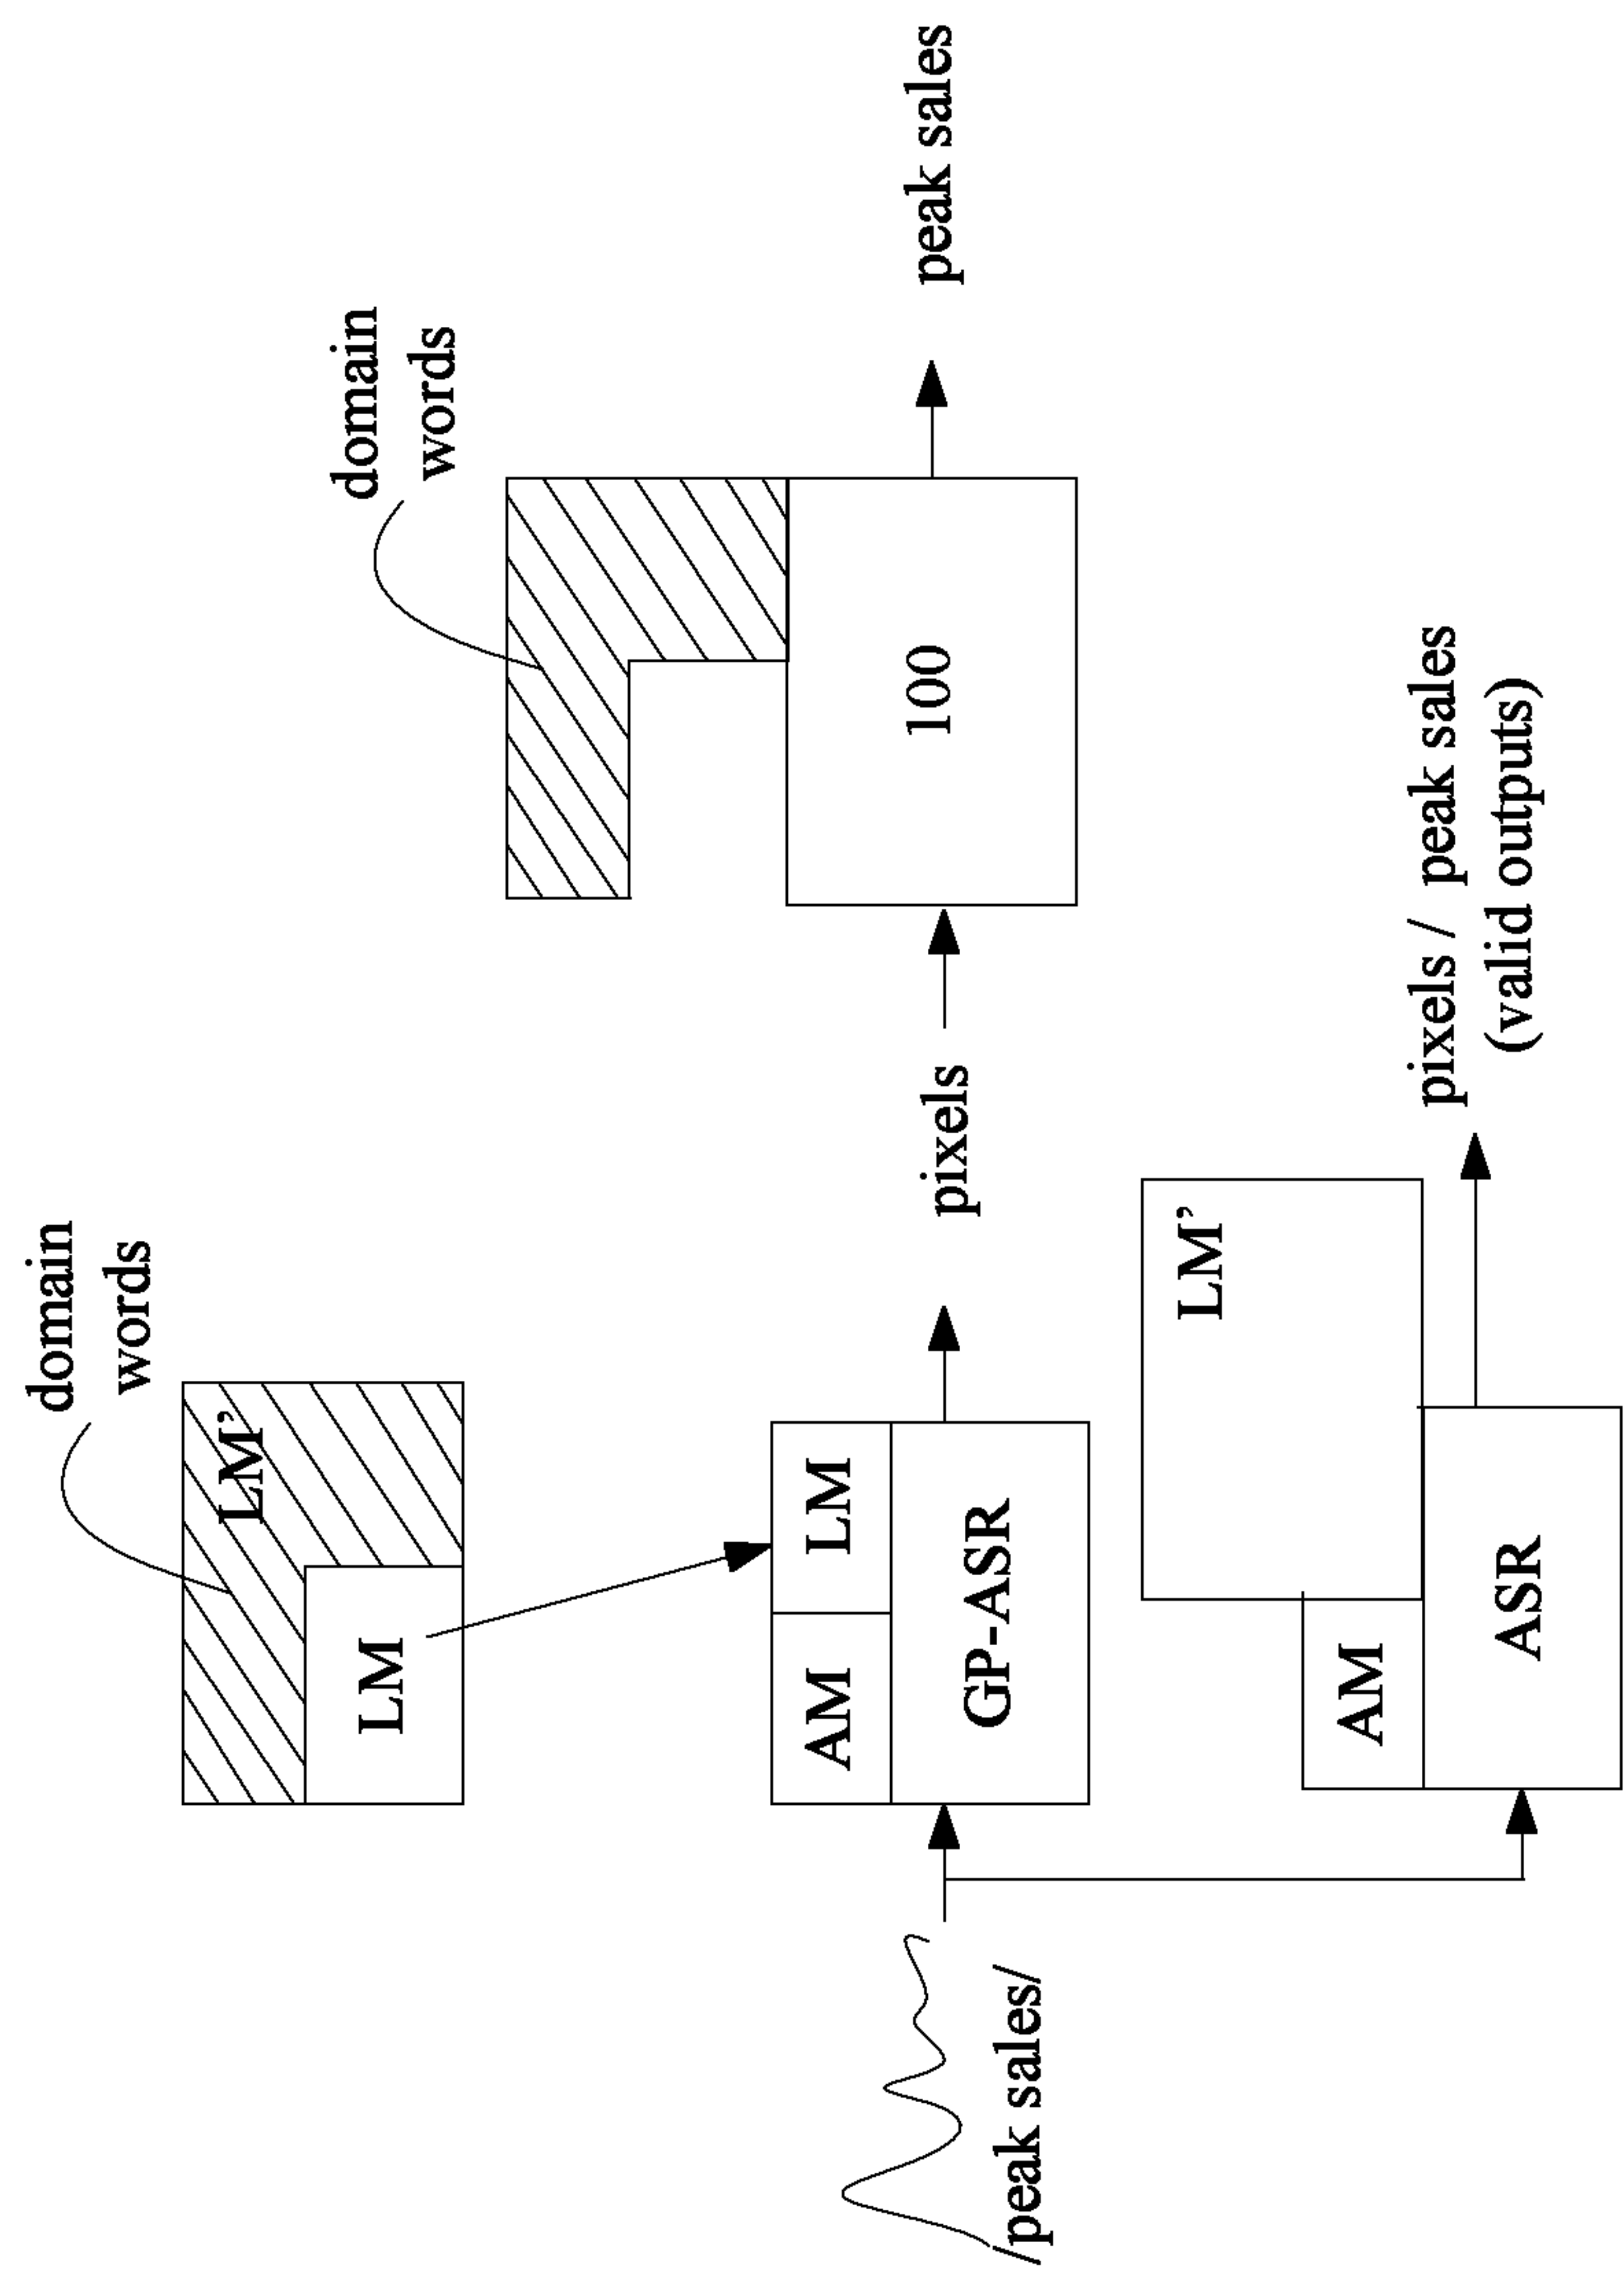 domain
words
LM'
LM
domain
words
AM
LM
GP-ASR
/peak sales/
pixels
100
peak sales
LM'
AM
ASR
pixels / peak sales
(valid outputs)